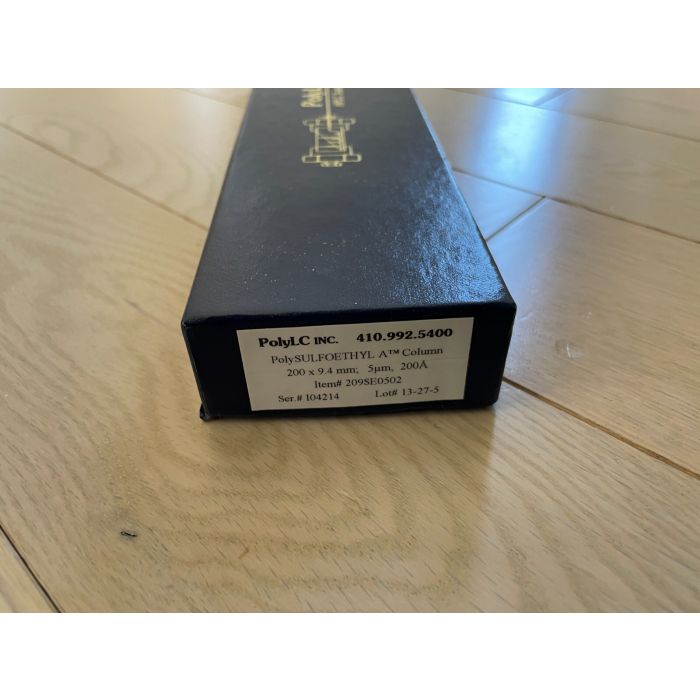 PolyLC INC. 410.992.5400
PolySULFOETHYL A™ Column
200 x 9.4 mm; 5µm, 200Å
Item# 209SE0502
Ser.# 104214 Lot# 13-27-5